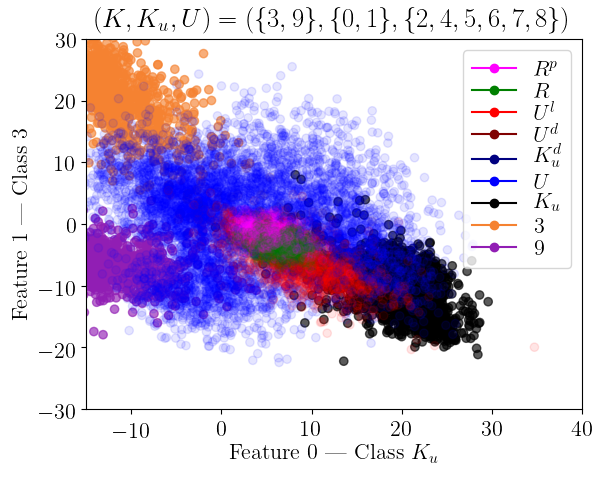 (K, K_u, U) = ({3, 9}, {0, 1}, {2, 4, 5, 6, 7, 8})
30
20
10
0
−10
−20
−30
Feature 1 — Class 3
R^p
R
U^l
U^d
K_u^d
U
K_u
3
9
−10
0
10
20
30
40
Feature 0 — Class K_u